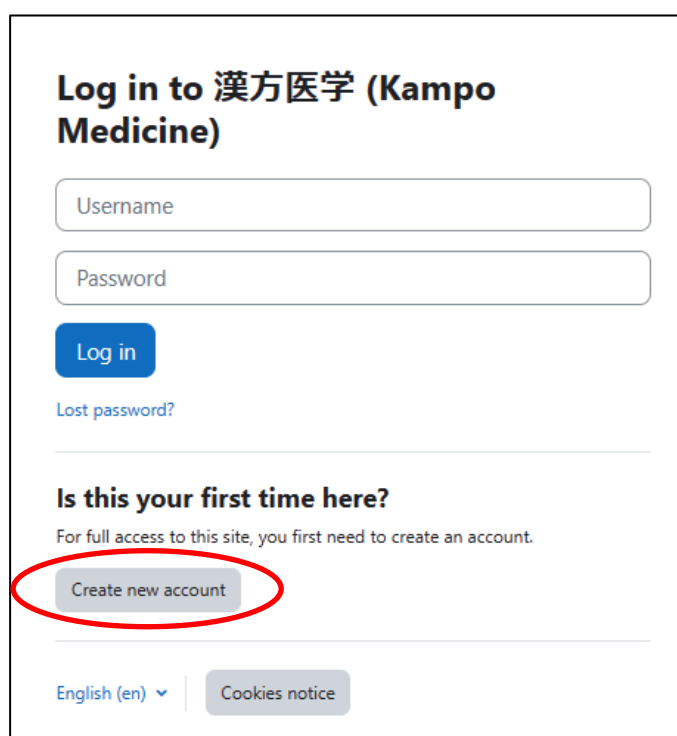 Log in to 漢方医学 (Kampo
Medicine)
Username
Password
Log in
Lost password?
Is this your first time here?
For full access to this site, you first need to create an account.
Create new account
English (en)
Cookies notice